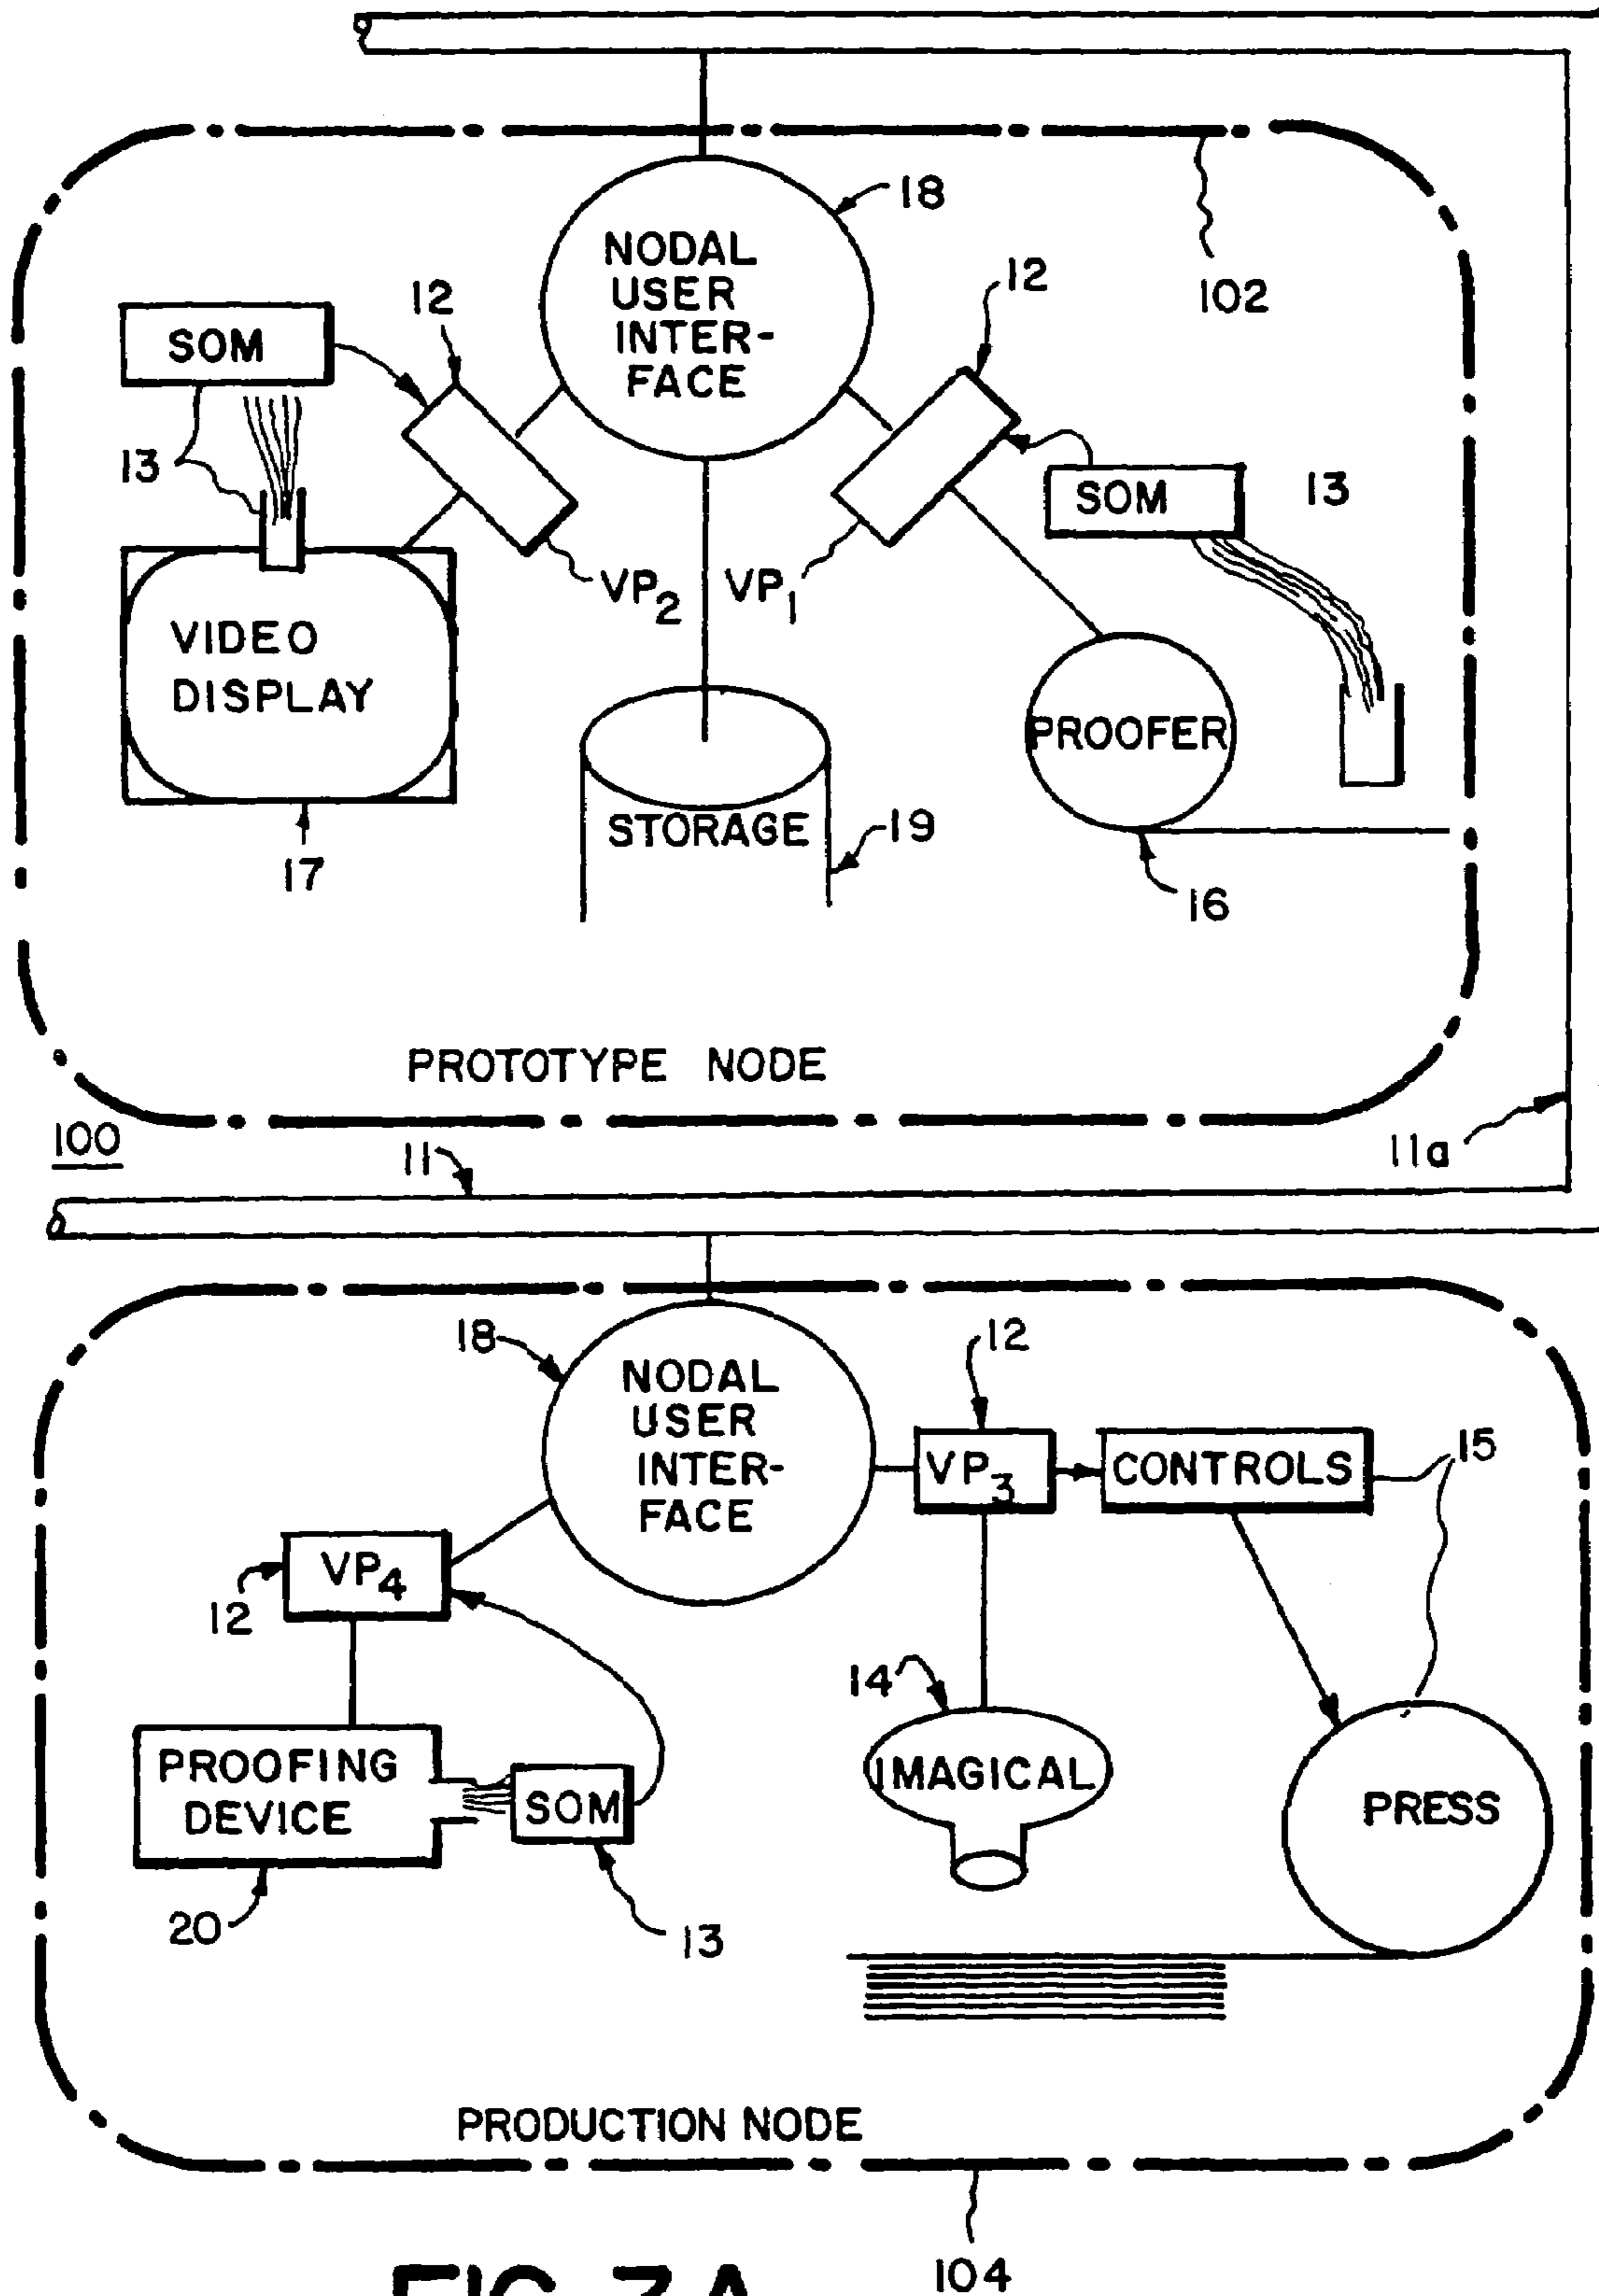 18
NODAL
USER
INTER-
FACE
12
12
102
SOM
13
SOM
13
VP2
VP1
VIDEO
DISPLAY
PROOFER
STORAGE
19
17
16
PROTOTYPE NODE
100
11
11a
18
12
NODAL
USER
INTER-
FACE
VP3
CONTROLS
15
VP4
12
14
PROOFING
DEVICE
SOM
IMAGICAL
PRESS
20
13
PRODUCTION NODE
104
FIG. 3A